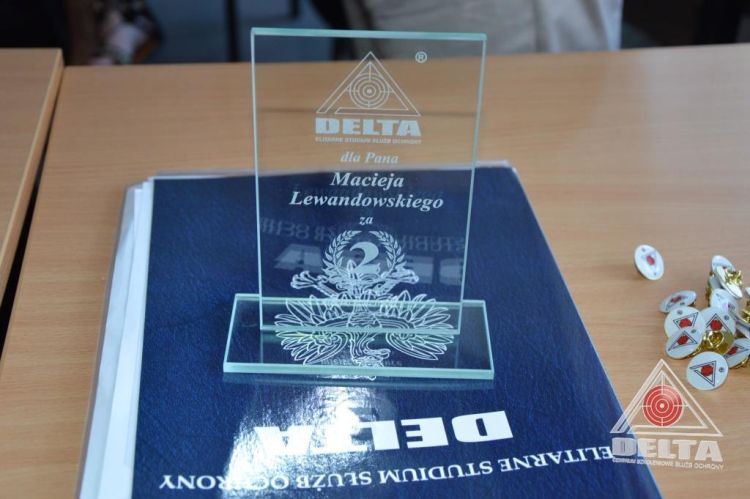 ®
DELTA
ELITARNE STUDIUM SŁUŻB OCHRONY
dla Pana
Macieja
Lewandowskiego
za
2
DELTA
ELITARNE STUDIUM SŁUŻB OCHRONY
DELTA
CENTRUM SZKOLENIOWE SŁUŻB OCHRONY